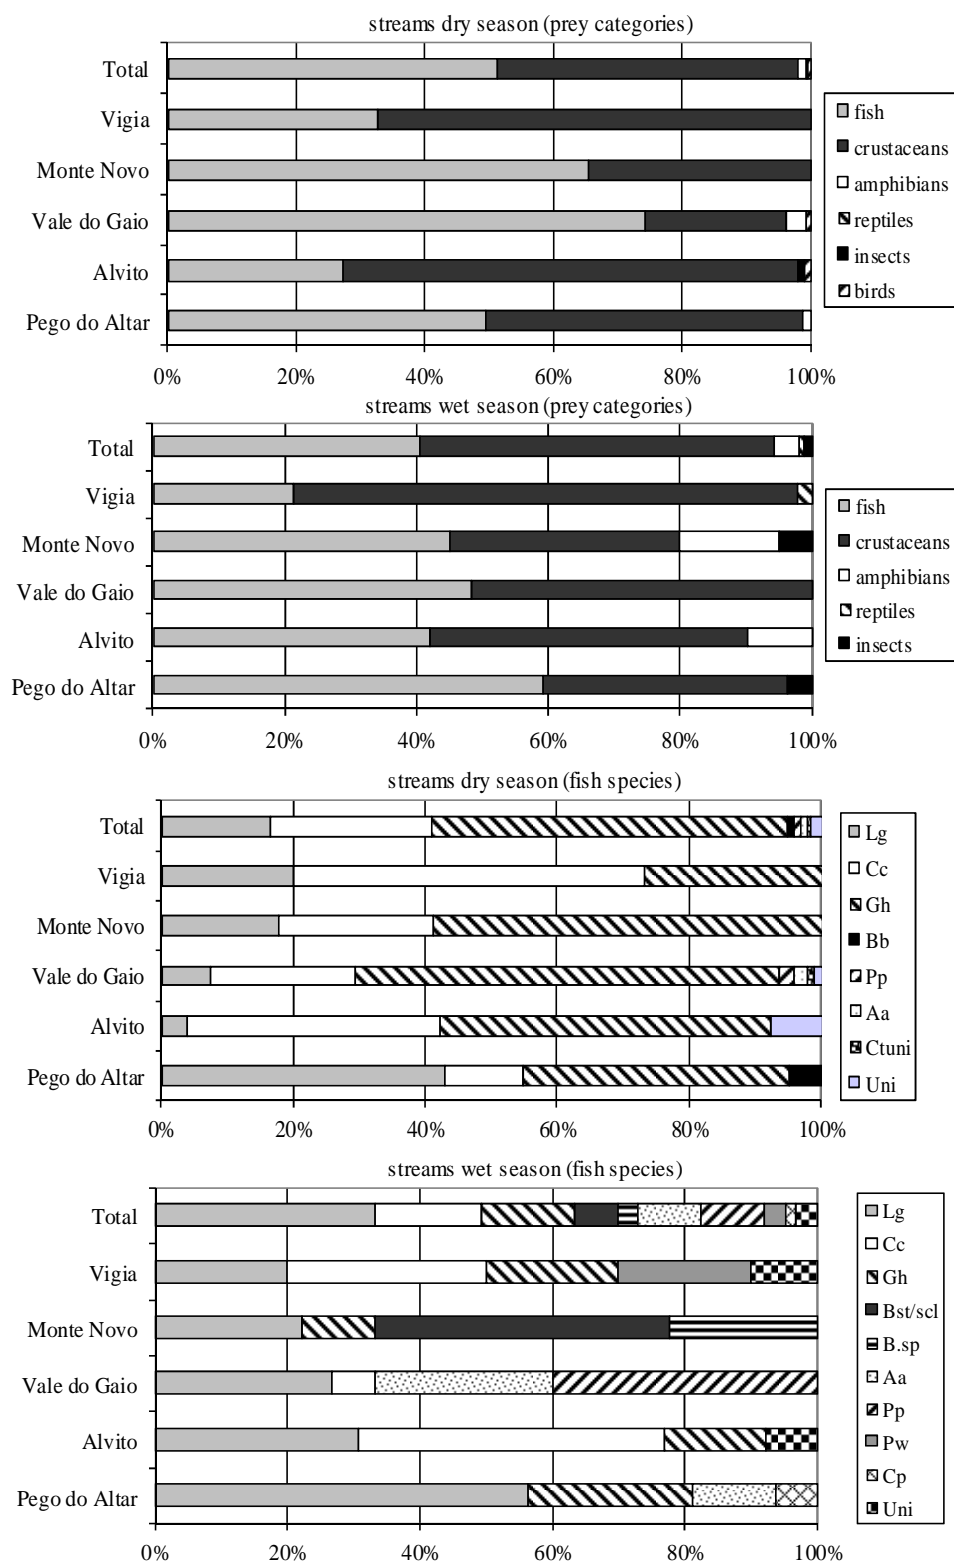 streams dry season (prey categories)
Total
Vigia
Monte Novo
Vale do Gaio
Alvito
Pego do Altar
0% 20% 40% 60% 80% 100%
fish
crustaceans
amphibians
reptiles
insects
birds
streams wet season (prey categories)
Total
Vigia
Monte Novo
Vale do Gaio
Alvito
Pego do Altar
0% 20% 40% 60% 80% 100%
fish
crustaceans
amphibians
reptiles
insects
streams dry season (fish species)
Total
Vigia
Monte Novo
Vale do Gaio
Alvito
Pego do Altar
0% 20% 40% 60% 80% 100%
Lg
Cc
Gh
Bb
Pp
Aa
Ctuni
Uni
streams wet season (fish species)
Total
Vigia
Monte Novo
Vale do Gaio
Alvito
Pego do Altar
0% 20% 40% 60% 80% 100%
Lg
Cc
Gh
Bst/scl
B.sp
Aa
Pp
Pw
Cp
Uni